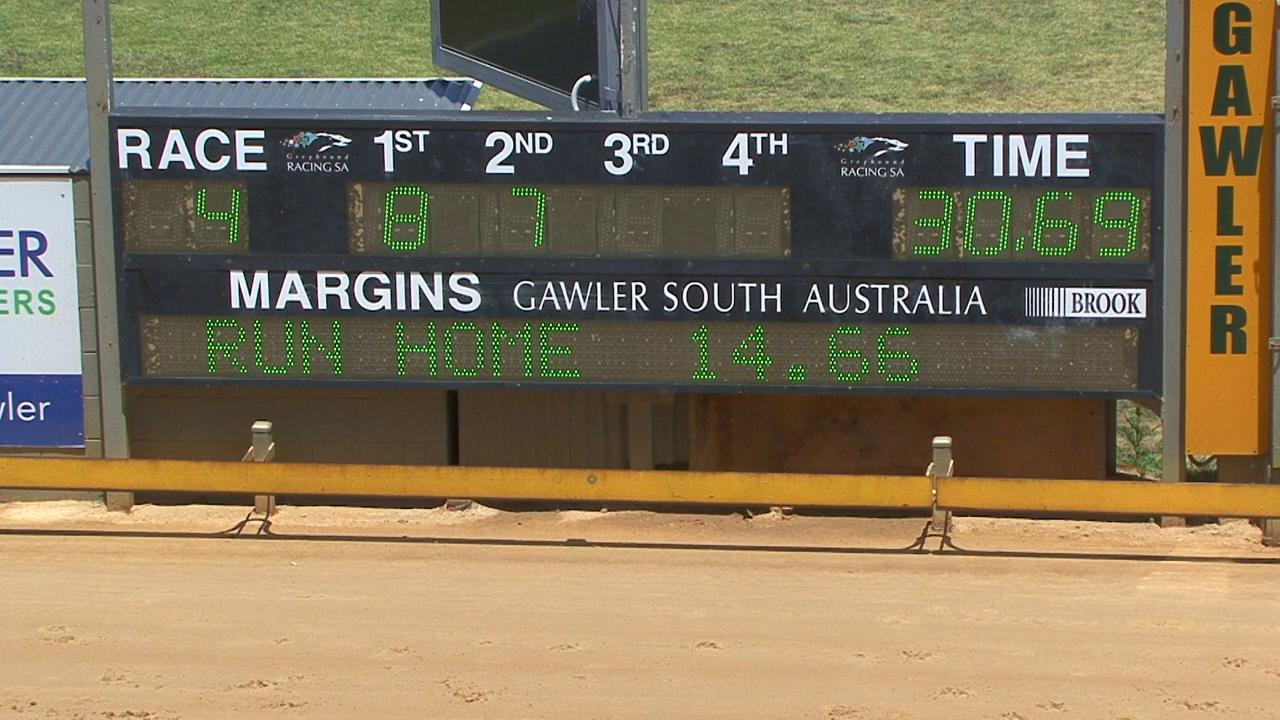 RACE Greyhound RACING SA 1ST 2ND 3RD 4TH Greyhound RACING SA TIME
4 8 7 30.69
MARGINS GAWLER SOUTH AUSTRALIA BROOK
RUN HOME 14.66
GAWLER
ER
ERS
wler